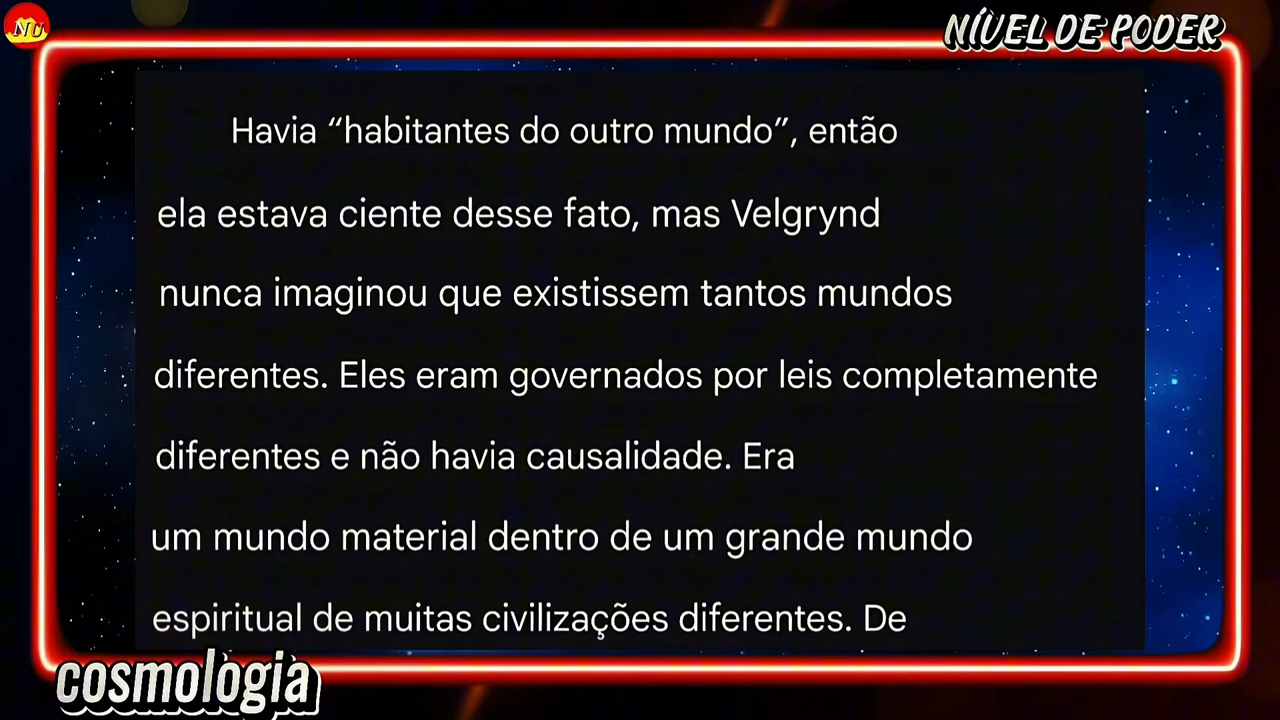 NU
NÍVEL DE PODER
Havia “habitantes do outro mundo”, então
ela estava ciente desse fato, mas Velgrynd
nunca imaginou que existissem tantos mundos
diferentes. Eles eram governados por leis completamente
diferentes e não havia causalidade. Era
um mundo material dentro de um grande mundo
espiritual de muitas civilizações diferentes. De
cosmologia